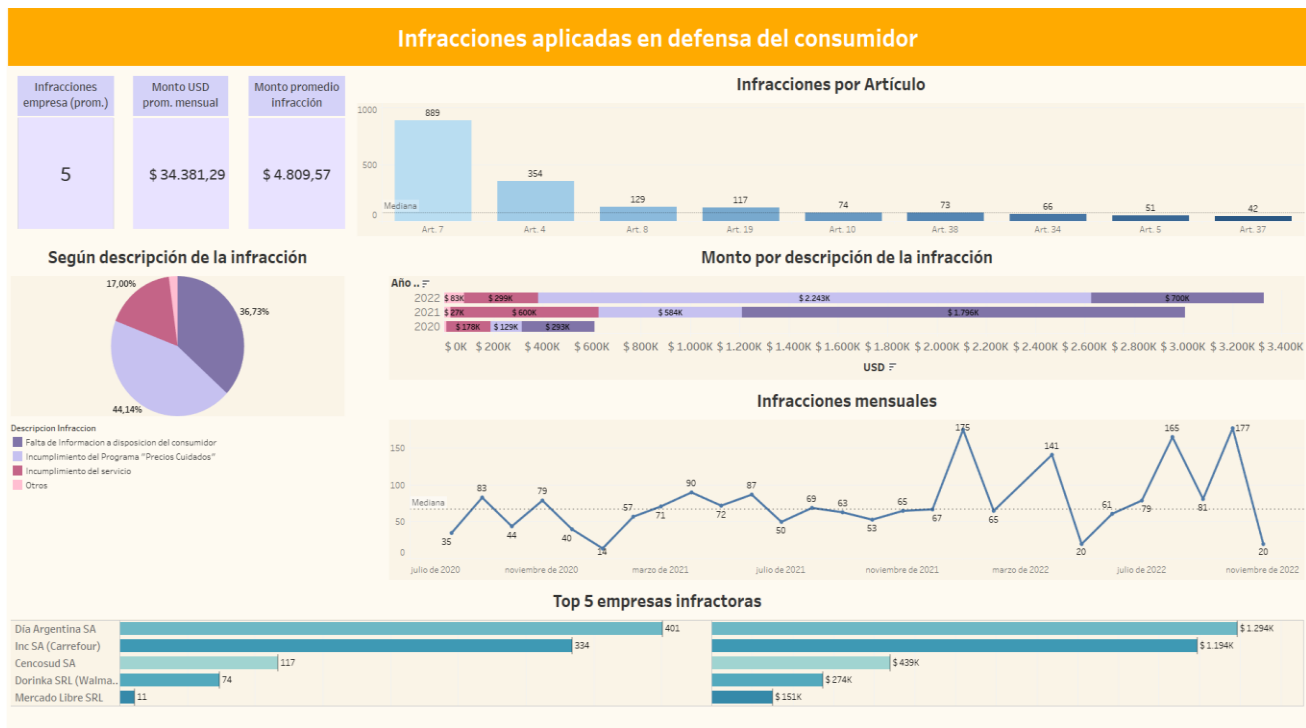 Infracciones aplicadas en defensa del consumidor
Infracciones
empresa (prom.)
5
Monto USD
prom. mensual
$ 34.381,29
Monto promedio
infracción
$ 4.809,57
Infracciones por Artículo
1000
500
0
Mediana
889
354
129
117
74
73
66
51
42
Art. 7
Art. 4
Art. 8
Art. 19
Art. 10
Art. 38
Art. 34
Art. 5
Art. 37
Según descripción de la infracción
17,00%
36,73%
44,14%
Descripcion Infraccion
Falta de Informacion a disposicion del consumidor
Incumplimiento del Programa "Precios Cuidados"
Incumplimiento del servicio
Otros
Monto por descripción de la infracción
Año ..
2022 $ 83K $ 299K $ 2.243K $ 700K
2021 $ 27K $ 600K $ 584K $ 1.796K
2020 $ 178K $ 129K $ 293K
$ 0K $ 200K $ 400K $ 600K $ 800K $ 1.000K $ 1.200K $ 1.400K $ 1.600K $ 1.800K $ 2.000K $ 2.200K $ 2.400K $ 2.600K $ 2.800K $ 3.000K $ 3.200K $ 3.400K
USD
Infracciones mensuales
150
100
50
0
Mediana
35
83
44
79
40
14
57
71
90
72
87
50
69
63
53
65
67
175
65
141
20
61
79
165
81
177
20
julio de 2020
noviembre de 2020
marzo de 2021
julio de 2021
noviembre de 2021
marzo de 2022
julio de 2022
noviembre de 2022
Top 5 empresas infractoras
Día Argentina SA 401 $ 1.294K
Inc SA (Carrefour) 334 $ 1.194K
Cencosud SA 117 $ 439K
Dorinka SRL (Walma.. 74 $ 274K
Mercado Libre SRL 11 $ 151K